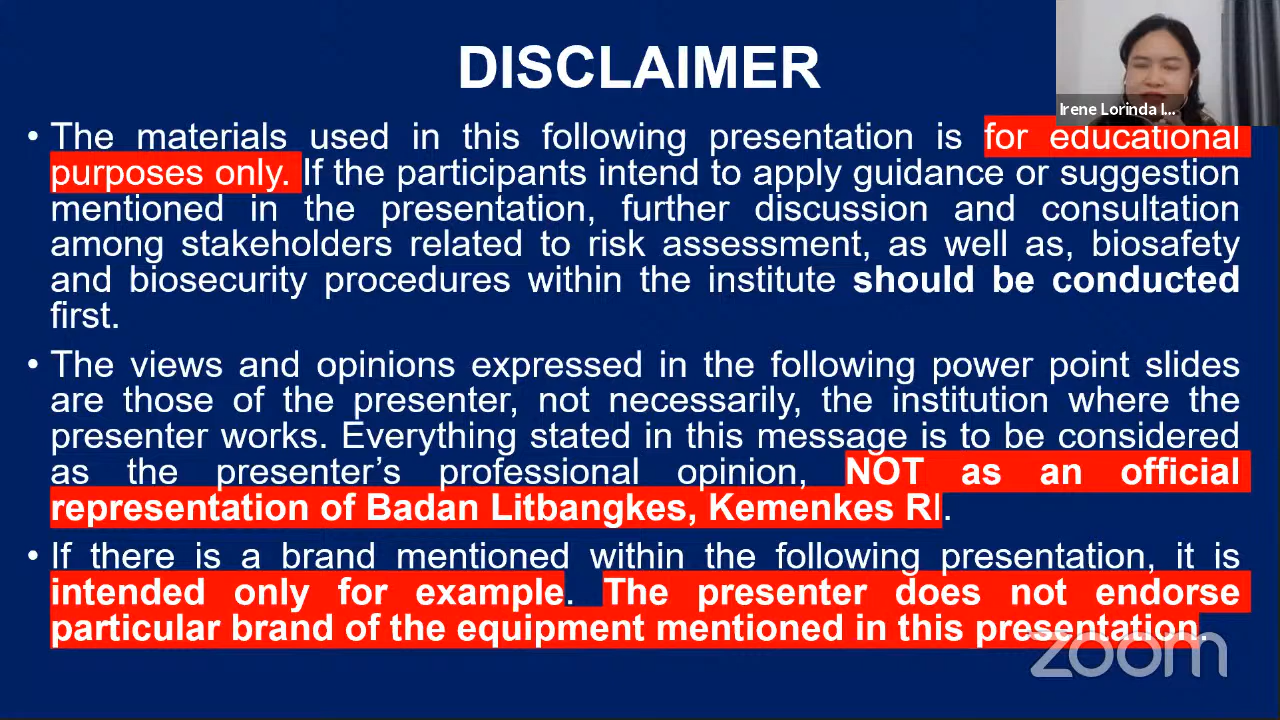 DISCLAIMER
Irene Lorinda I...
• The materials used in this following presentation is for educational
purposes only. If the participants intend to apply guidance or suggestion
mentioned in the presentation, further discussion and consultation
among stakeholders related to risk assessment, as well as, biosafety
and biosecurity procedures within the institute should be conducted
first.
• The views and opinions expressed in the following power point slides
are those of the presenter, not necessarily, the institution where the
presenter works. Everything stated in this message is to be considered
as the presenter’s professional opinion, NOT as an official
representation of Badan Litbangkes, Kemenkes RI.
• If there is a brand mentioned within the following presentation, it is
intended only for example. The presenter does not endorse
particular brand of the equipment mentioned in this presentation.
zoom